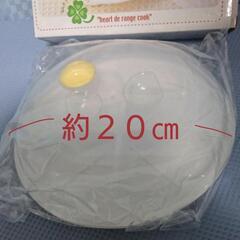 "heart de range cook"
約２０㎝